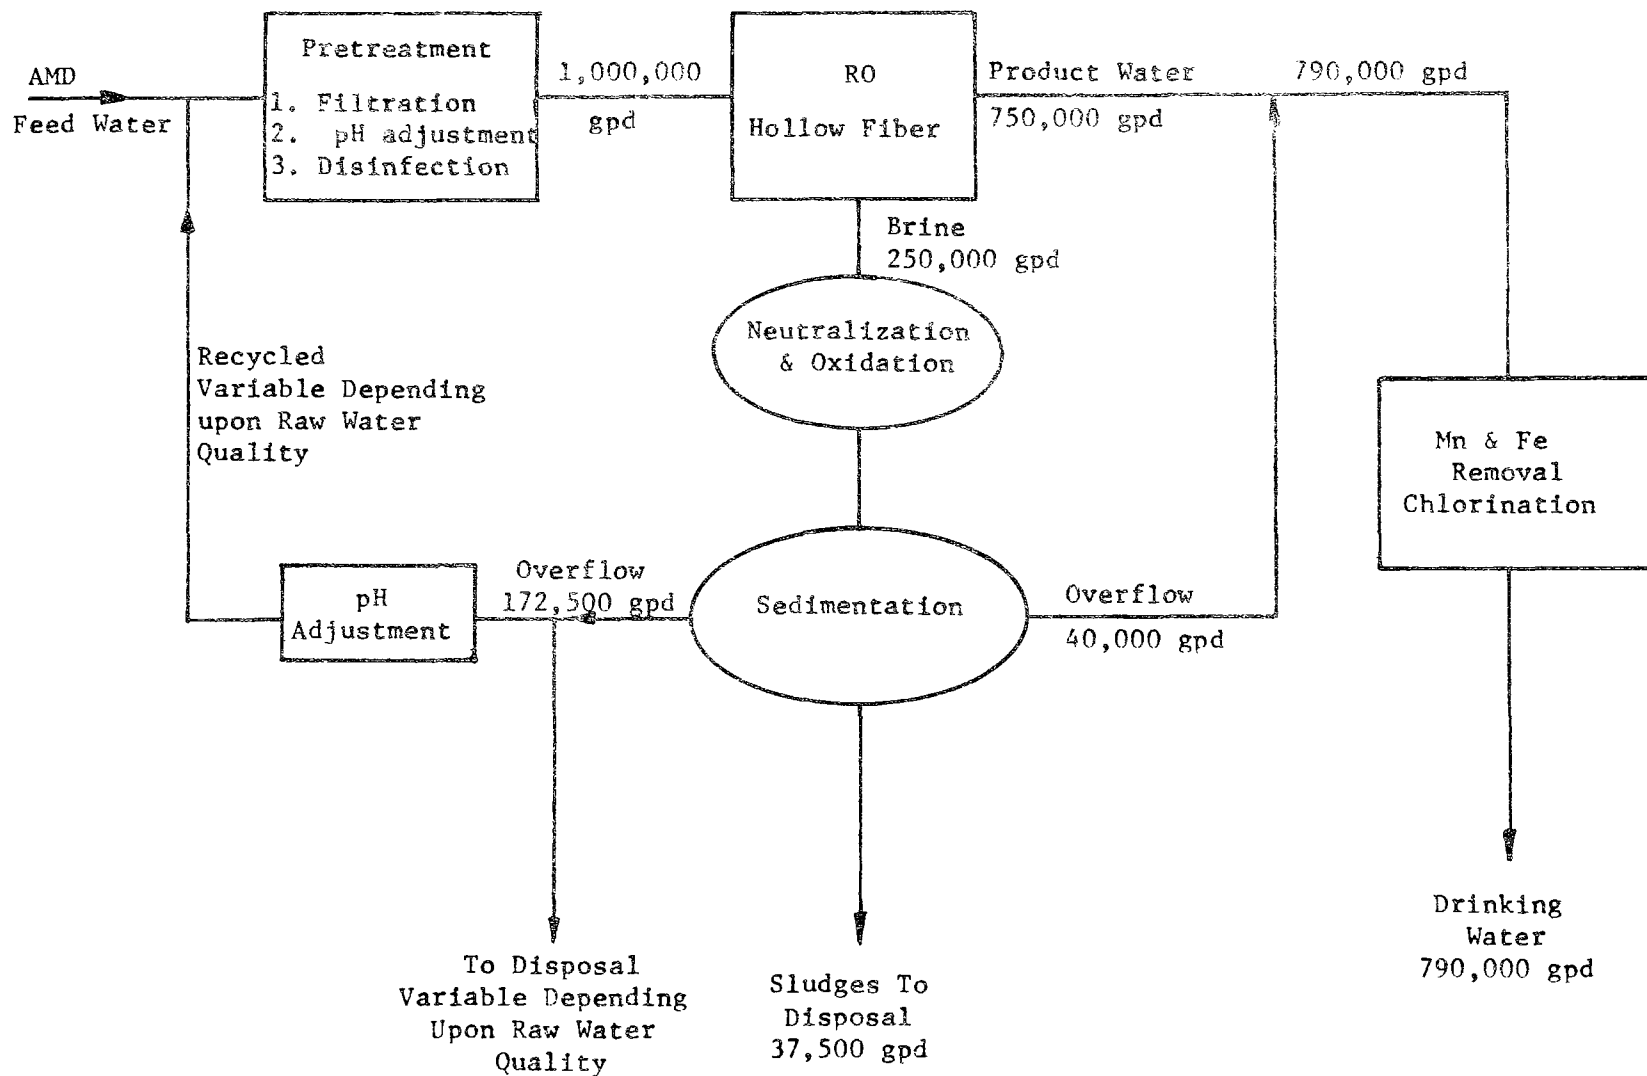 AMD
Feed Water
Pretreatment
1. Filtration
2. pH adjustment
3. Disinfection
1,000,000
gpd
RO
Hollow Fiber
Product Water
750,000 gpd
790,000 gpd
Brine
250,000 gpd
Neutralization
& Oxidation
Recycled
Variable Depending
upon Raw Water
Quality
Mn & Fe
Removal
Chlorination
pH
Adjustment
Overflow
172,500 gpd
Sedimentation
Overflow
40,000 gpd
To Disposal
Variable Depending
Upon Raw Water
Quality
Sludges To
Disposal
37,500 gpd
Drinking
Water
790,000 gpd